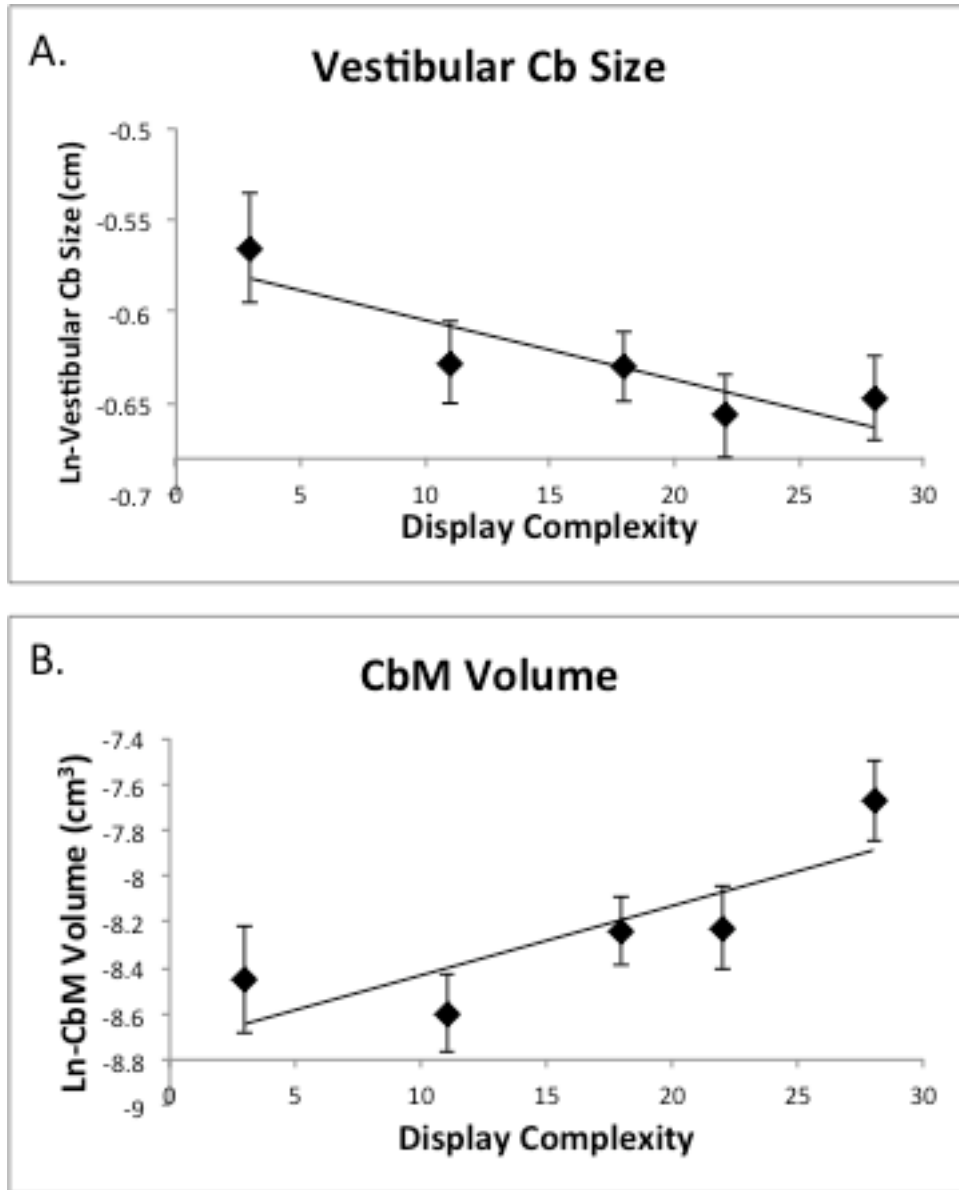 A.
Vestibular Cb Size
Ln-Vestibular Cb Size (cm)
-0.5
-0.55
-0.6
-0.65
-0.7
0 5 10 15 20 25 30
Display Complexity
B.
CbM Volume
Ln-CbM Volume (cm³)
-7.4
-7.6
-7.8
-8
-8.2
-8.4
-8.6
-8.8
-9
0 5 10 15 20 25 30
Display Complexity